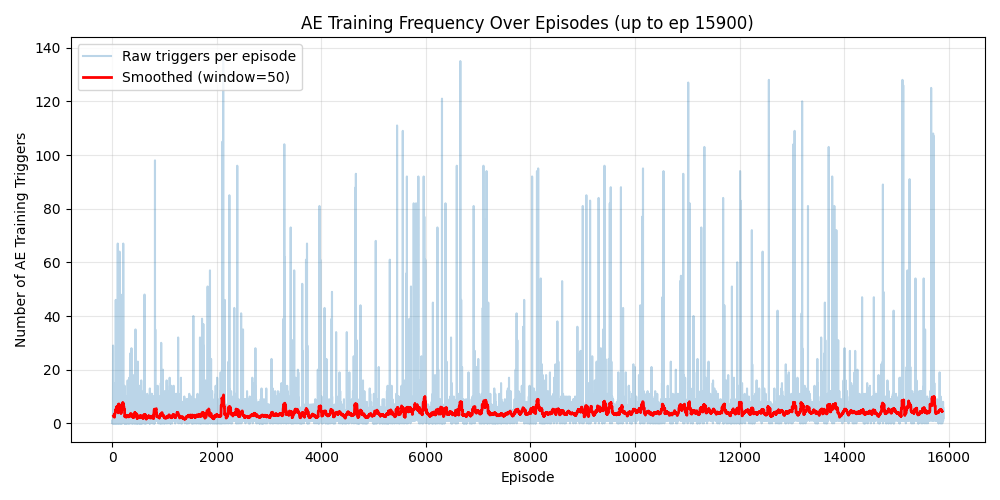 AE Training Frequency Over Episodes (up to ep 15900)
Raw triggers per episode
Smoothed (window=50)
Number of AE Training Triggers
140
120
100
80
60
40
20
0
0 2000 4000 6000 8000 10000 12000 14000 16000
Episode